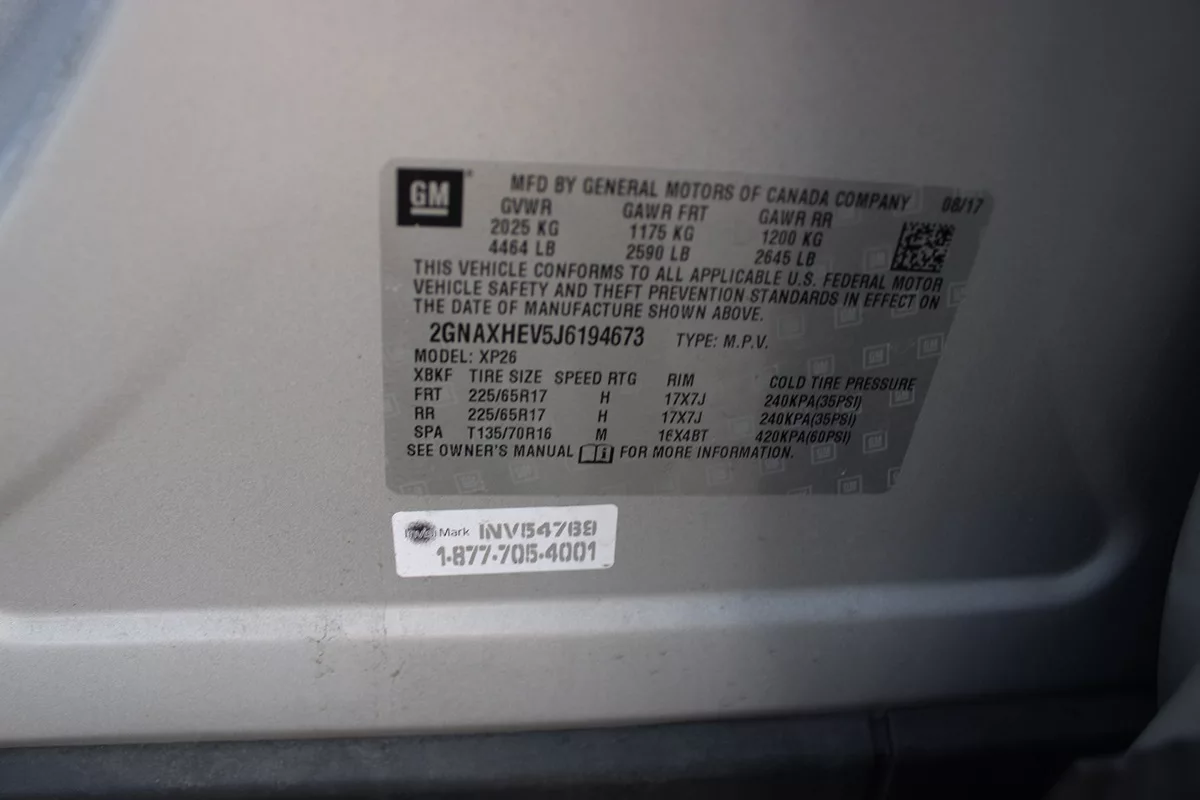 GM ® MFD BY GENERAL MOTORS OF CANADA COMPANY 08/17
GVWR GAWR FRT GAWR RR
2025 KG 1175 KG 1200 KG
4464 LB 2590 LB 2645 LB
THIS VEHICLE CONFORMS TO ALL APPLICABLE U.S. FEDERAL MOTOR
VEHICLE SAFETY AND THEFT PREVENTION STANDARDS IN EFFECT ON
THE DATE OF MANUFACTURE SHOWN ABOVE.
2GNAXHEV5J6194673 TYPE: M.P.V.
MODEL: XP26
XBKF TIRE SIZE SPEED RTG RIM COLD TIRE PRESSURE
FRT 225/65R17 H 17X7J 240KPA(35PSI)
RR 225/65R17 H 17X7J 240KPA(35PSI)
SPA T135/70R16 M 16X4BT 420KPA(60PSI)
SEE OWNER'S MANUAL FOR MORE INFORMATION.
Mark
1-877-705-4001